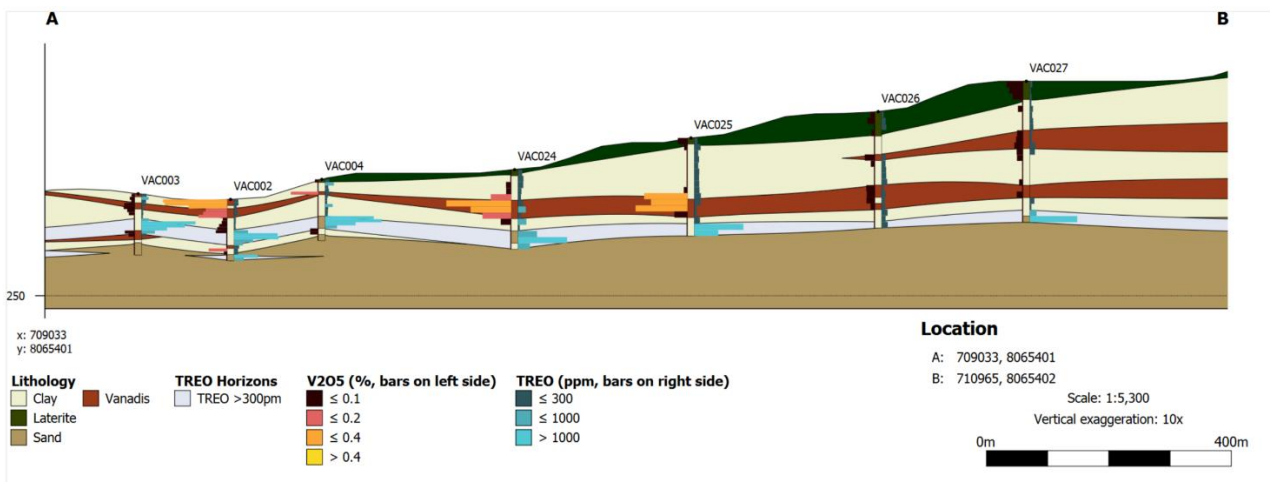 A
B
VAC027
VAC026
VAC025
VAC024
VAC004
VAC003
VAC002
250
x: 709033
y: 8065401
Lithology
Clay
Vanadis
Laterite
Sand
TREO Horizons
TREO >300pm
V2O5 (%, bars on left side)
≤ 0.1
≤ 0.2
≤ 0.4
> 0.4
TREO (ppm, bars on right side)
≤ 300
≤ 1000
> 1000
Location
A: 709033, 8065401
B: 710965, 8065402
Scale: 1:5,300
Vertical exaggeration: 10x
0m 400m